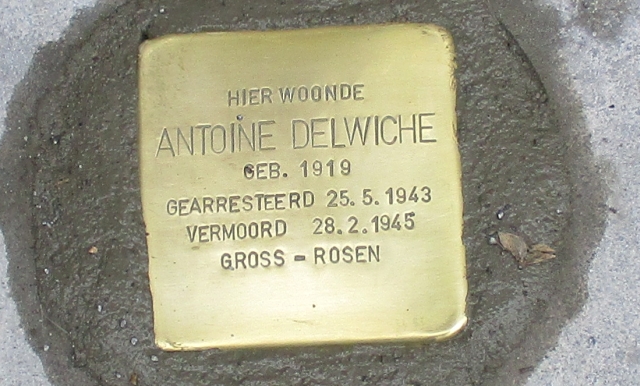 HIER WOONDE
ANTOINE DELWICHE
GEB. 1919
GEARRESTEERD 25.5.1943
VERMOORD 28.2.1945
GROSS - ROSEN